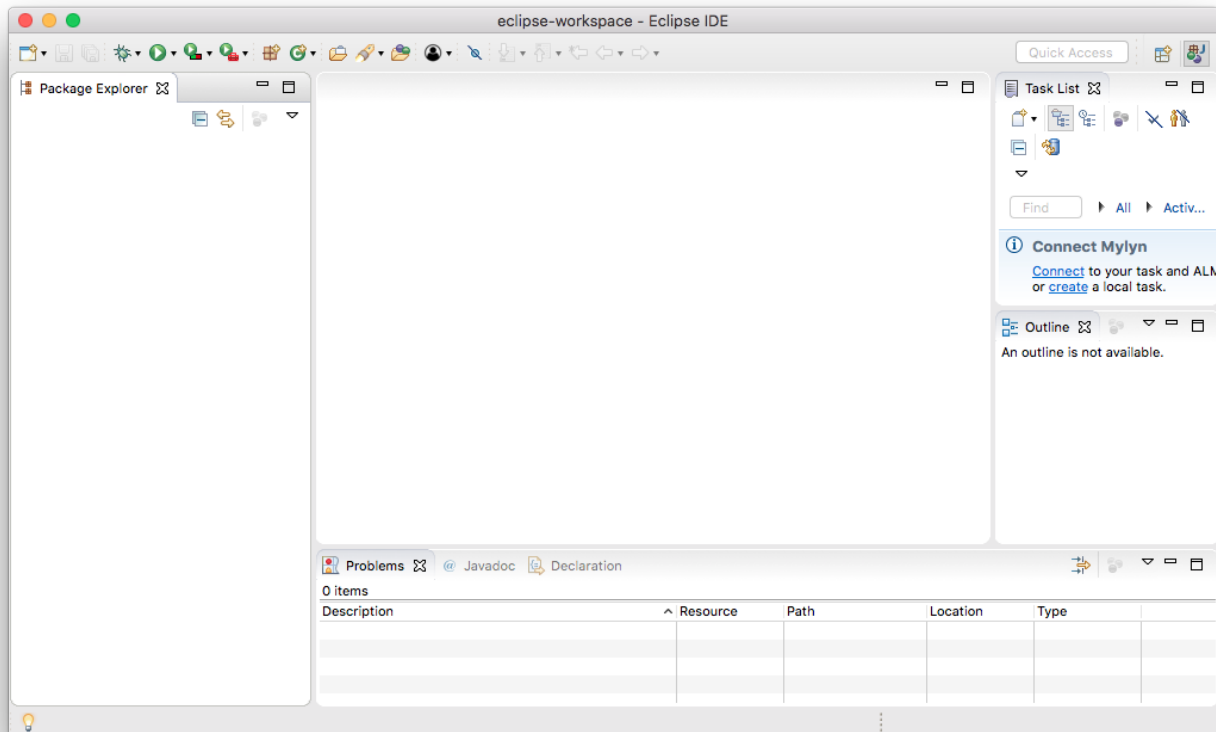 eclipse-workspace - Eclipse IDE
Quick Access
Package Explorer
Task List
Find All Activ...
Connect Mylyn
Connect to your task and ALM
or create a local task.
Outline
An outline is not available.
Problems @ Javadoc Declaration
0 items
Description Resource Path Location Type